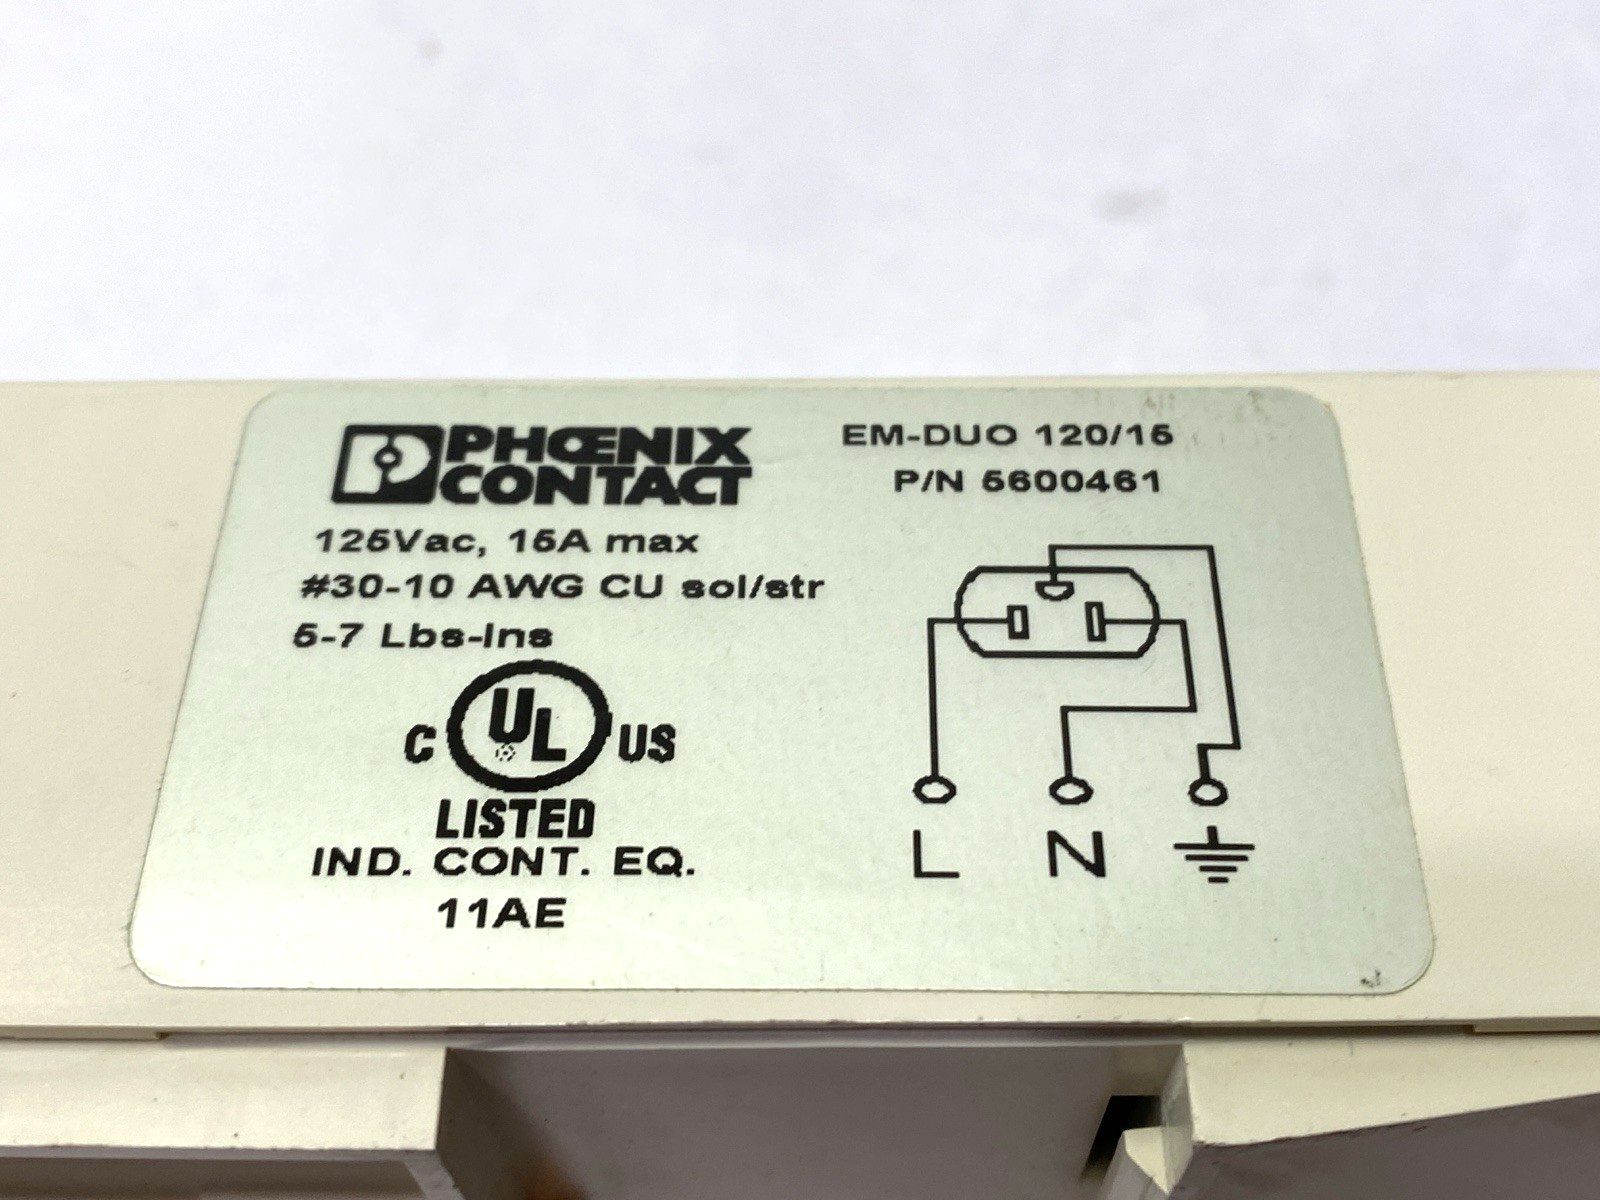 PHŒNIX
CONTACT
125Vac, 15A max
#30-10 AWG CU sol/str
5-7 Lbs-Ins
C UL US
LISTED
IND. CONT. EQ.
11AE
EM-DUO 120/15
P/N 5600461
L N